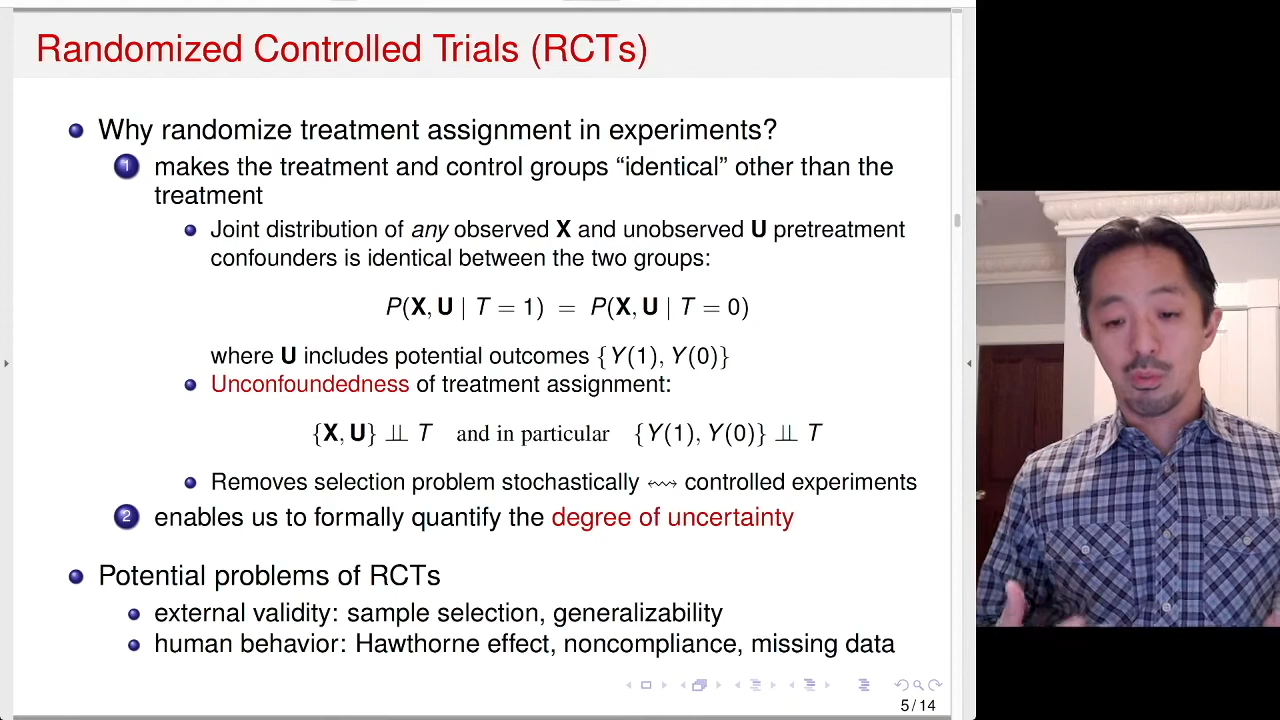 Randomized Controlled Trials (RCTs)
Why randomize treatment assignment in experiments?
1 makes the treatment and control groups “identical” other than the
treatment
Joint distribution of any observed X and unobserved U pretreatment
confounders is identical between the two groups:
P(X, U | T = 1) = P(X, U | T = 0)
where U includes potential outcomes {Y(1), Y(0)}
Unconfoundedness of treatment assignment:
{X, U} ⊥⊥ T and in particular {Y(1), Y(0)} ⊥⊥ T
Removes selection problem stochastically ↭ controlled experiments
2 enables us to formally quantify the degree of uncertainty
Potential problems of RCTs
external validity: sample selection, generalizability
human behavior: Hawthorne effect, noncompliance, missing data
5 / 14